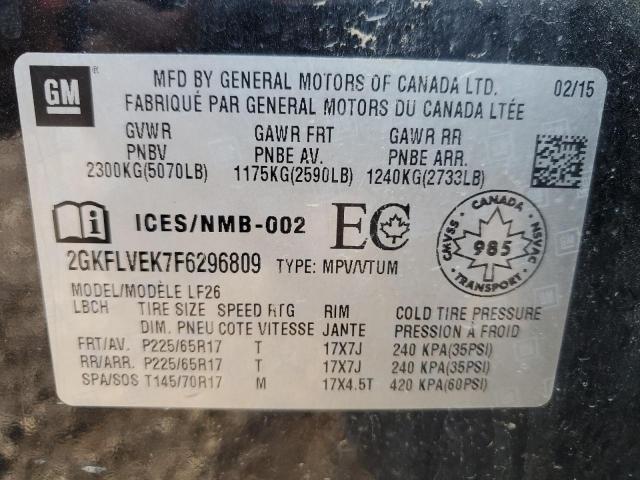 GM
MFD BY GENERAL MOTORS OF CANADA LTD. 02/15
FABRIQUÉ PAR GENERAL MOTORS DU CANADA LTÉE
GVWR GAWR FRT GAWR RR
PNBV PNBE AV. PNBE ARR.
2300KG(5070LB) 1175KG(2590LB) 1240KG(2733LB)
i ICES/NMB-002 EC
CANADA
CMVSS 985 NSVAC
TRANSPORT
2GKFLVEK7F6296809 TYPE: MPV/VTUM
MODEL/MODÈLE LF26
LBCH TIRE SIZE SPEED RTG RIM COLD TIRE PRESSURE
DIM. PNEU COTE VITESSE JANTE PRESSION A FROID
FRT/AV. P225/65R17 T 17X7J 240 KPA(35PSI)
RR/ARR. P225/65R17 T 17X7J 240 KPA(35PSI)
SPA/SOS T145/70R17 M 17X4.5T 420 KPA(60PSI)